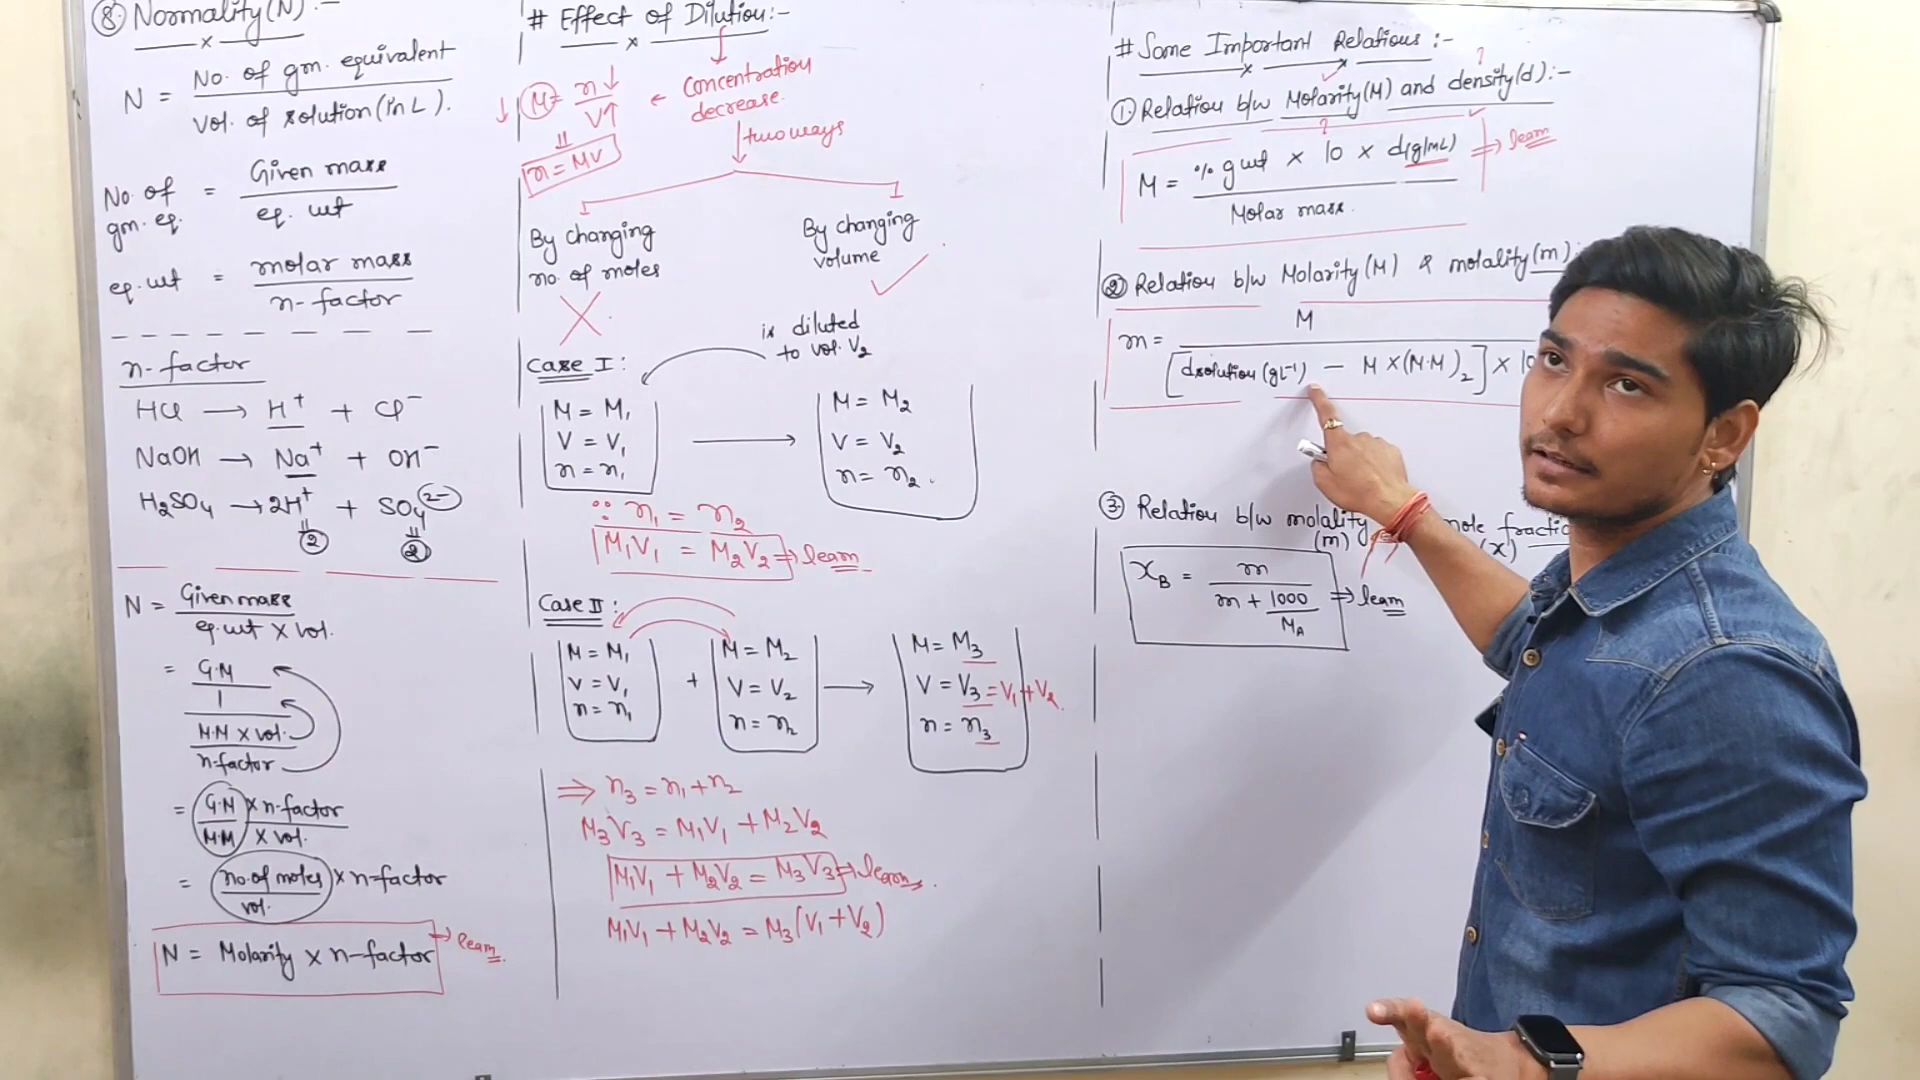 ⑧ Normality(N) :-
N = No. of gm. equivalent
Vol. of solution (in L).
No. of gm. eq. = Given mass
eq. wt
eq. wt = molar mass
n-factor
n-factor
HCl → H⁺ + Cl⁻
NaOH → Na⁺ + OH⁻
H₂SO₄ → 2H⁺ + SO₄²⁻
② ②
N = Given mass
eq. wt × Vol.
= G.M
1
M.M × vol.
n-factor
= G.M × n-factor
M.M × vol.
= no. of moles × n-factor
vol.
N = Molarity × n-factor → learn
# Effect of Dilution:-
Concentration
decrease.
↓ M = n↓
V↑
n = MV
two ways
By changing
no. of moles
By changing
volume
is diluted
to vol. V₂
Case I :
M = M₁
V = V₁
n = n₁
M = M₂
V = V₂
n = n₂.
∵ n₁ = n₂
M₁V₁ = M₂V₂ ⇒ learn
Case II :
M = M₁
V = V₁
n = n₁
+
M = M₂
V = V₂
n = n₂
M = M₃
V = V₃ = V₁+V₂
n = n₃
⇒ n₃ = n₁+n₂
M₃V₃ = M₁V₁ + M₂V₂
M₁V₁ + M₂V₂ = M₃V₃ → learn
M₁V₁ + M₂V₂ = M₃(V₁+V₂)
# Some Important Relations :-
① Relation b/w Molarity(M) and density(d):-
M = % g wt × 10 × d(g/mL) ⇒ learn
Molar mass.
② Relation b/w Molarity (M) & molality (m):
m = M
[dsolution (gL⁻¹) - M×(M.M)₂] × 10
③ Relation b/w molality
(m)
(x)
x_B = m
m + 1000
M_A
⇒ learn